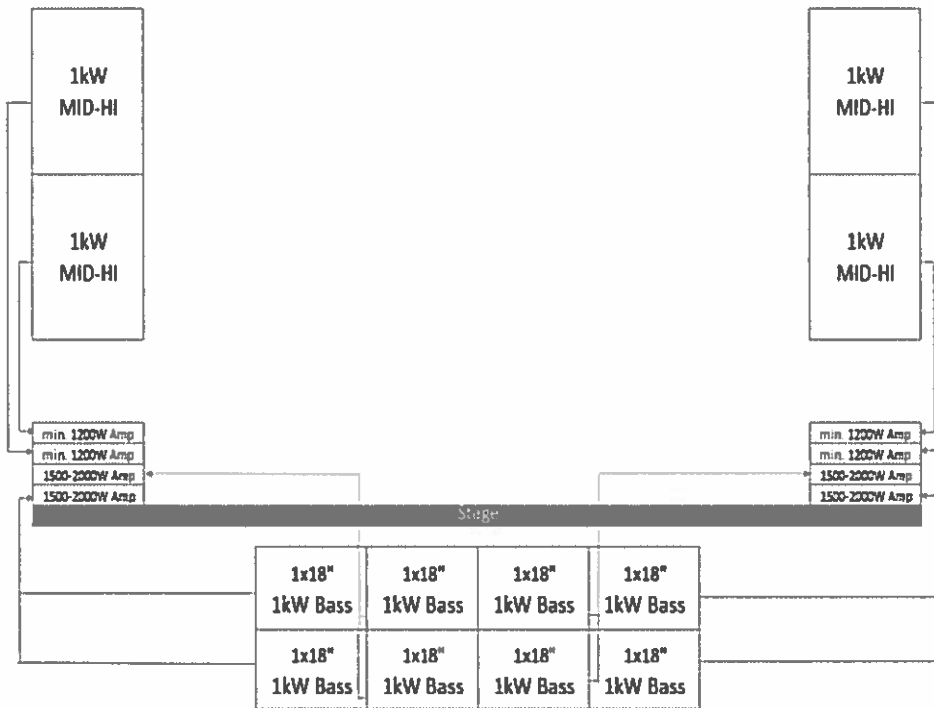 1kW
MID-HI
1kW
MID-HI
1kW
MID-HI
1kW
MID-HI
min. 1200W Amp
min. 1200W Amp
1500-2000W Amp
1500-2000W Amp
min. 1200W Amp
min. 1200W Amp
1500-2000W Amp
1500-2000W Amp
Stage
1x18"
1kW Bass
1x18"
1kW Bass
1x18"
1kW Bass
1x18"
1kW Bass
1x18"
1kW Bass
1x18"
1kW Bass
1x18"
1kW Bass
1x18"
1kW Bass